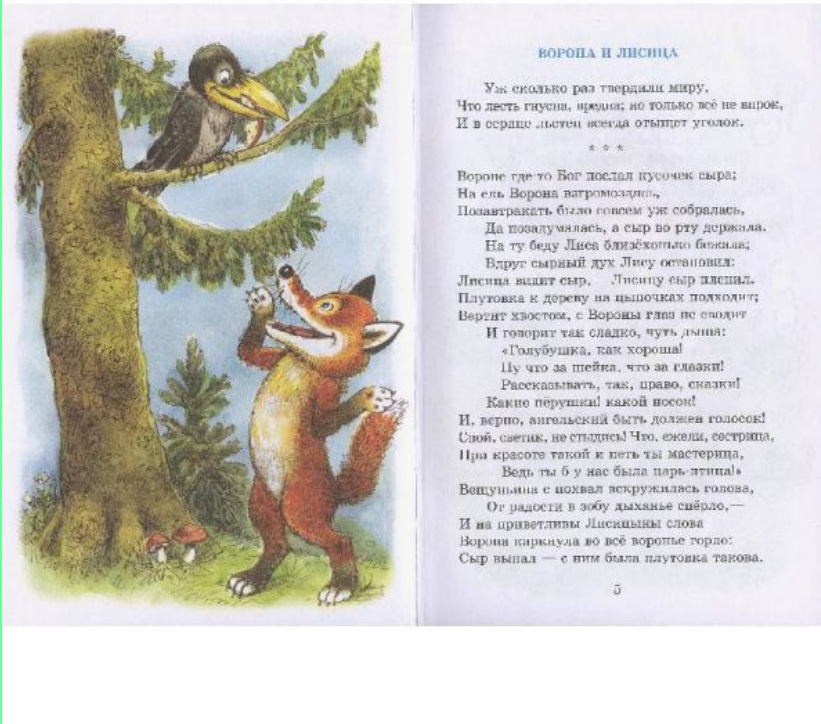 ВОРОНА И ЛИСИЦА
Уж сколько раз твердили миру,
Что лесть гнусна, вредна; но только всё не впрок,
И в сердце льстец всегда отыщет уголок.
* * *
Вороне где-то Бог послал кусочек сыра;
На ель Ворона взгромоздясь,
Позавтракать было совсем уж собралась,
Да позадумалась, а сыр во рту держала.
На ту беду Лиса близёхонько бежала;
Вдруг сырный дух Лису остановил:
Лисица видит сыр, Лисицу сыр пленил.
Плутовка к дереву на цыпочках подходит;
Вертит хвостом, с Вороны глаз не сводит
И говорит так сладко, чуть дыша:
«Голубушка, как хороша!
Ну что за шейка, что за глазки!
Рассказывать, так, право, сказки!
Какие пёрушки! какой носок!
И, верно, ангельский быть должен голосок!
Спой, светик, не стыдись! Что, ежели, сестрица,
При красоте такой и петь ты мастерица,
Ведь ты б у нас была царь-птица!»
Вещуньина с похвал вскружилась голова,
От радости в зобу дыханье спёрло,—
И на приветливы Лисицыны слова
Ворона каркнула во всё воронье горло:
Сыр выпал — с ним была плутовка такова.
5